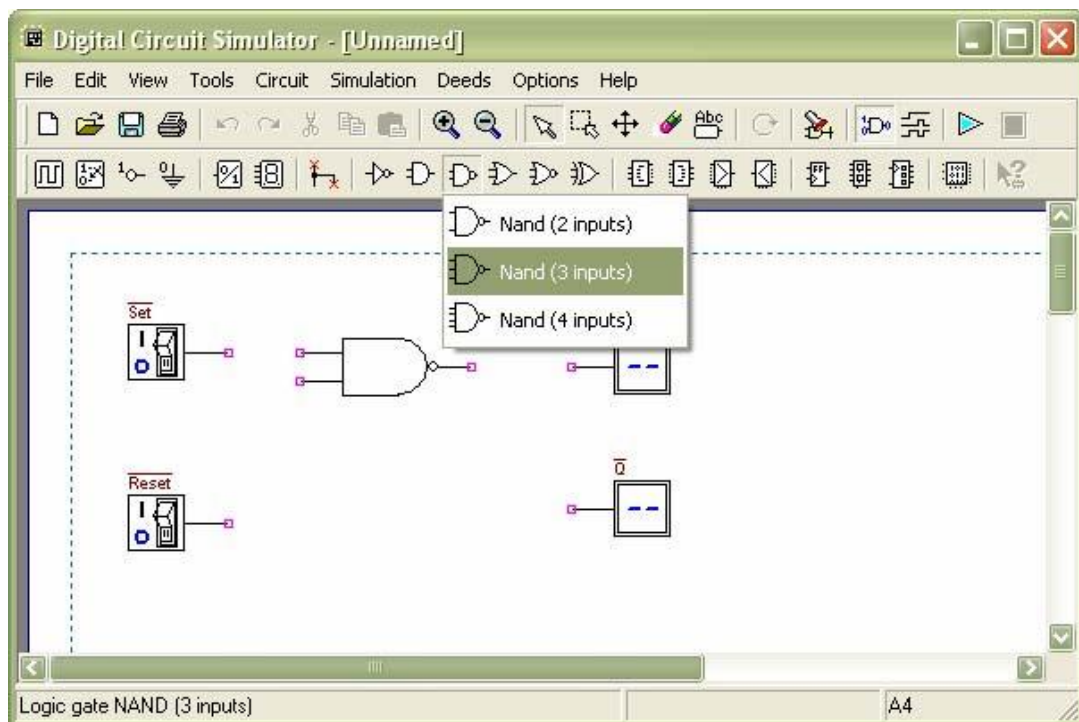 Digital Circuit Simulator - [Unnamed]
File Edit View Tools Circuit Simulation Deeds Options Help
Abc
Nand (2 inputs)
Nand (3 inputs)
Nand (4 inputs)
Set
Reset
Q
Logic gate NAND (3 inputs) A4